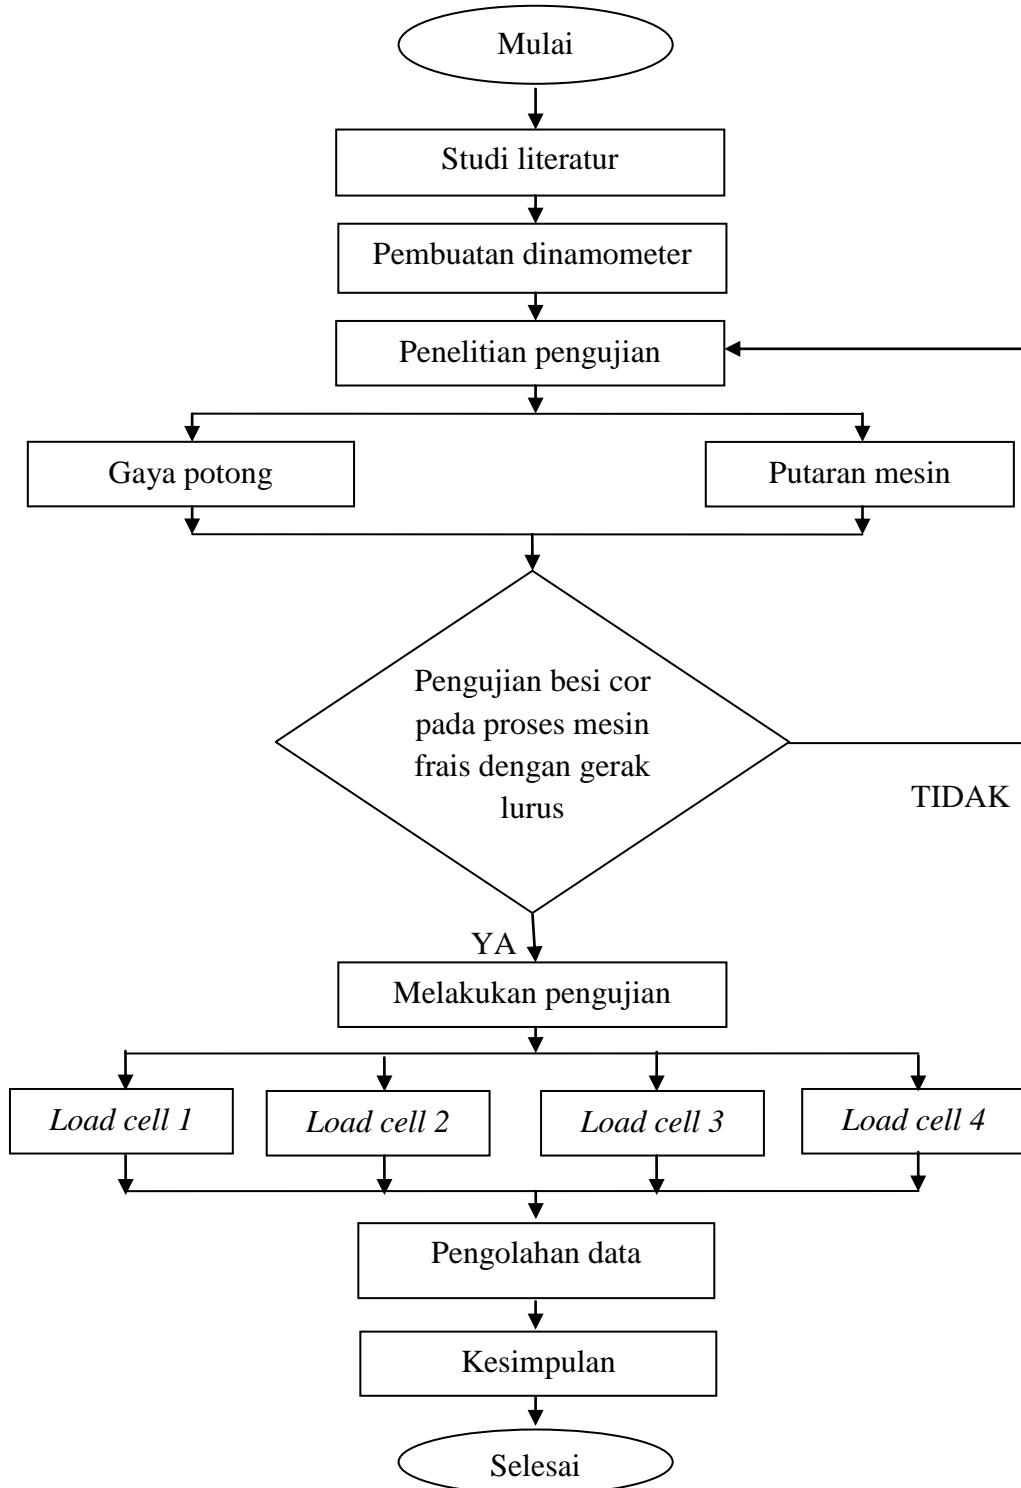 Mulai
Studi literatur
Pembuatan dinamometer
Penelitian pengujian
Gaya potong
Putaran mesin
Pengujian besi cor
pada proses mesin
frais dengan gerak
lurus
TIDAK
YA
Melakukan pengujian
Load cell 1
Load cell 2
Load cell 3
Load cell 4
Pengolahan data
Kesimpulan
Selesai